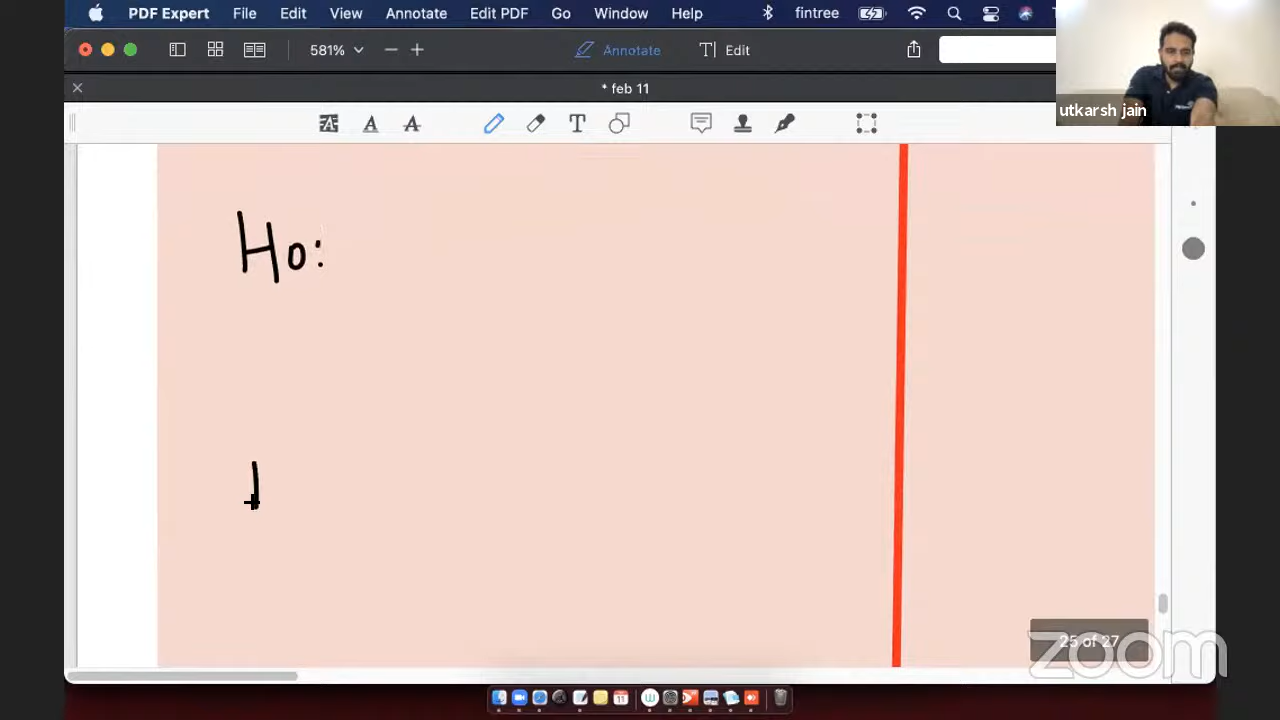 PDF Expert File Edit View Annotate Edit PDF Go Window Help fintree
581% Annotate T Edit
* feb 11
utkarsh jain
Ho:
25 of 27
zoom
11